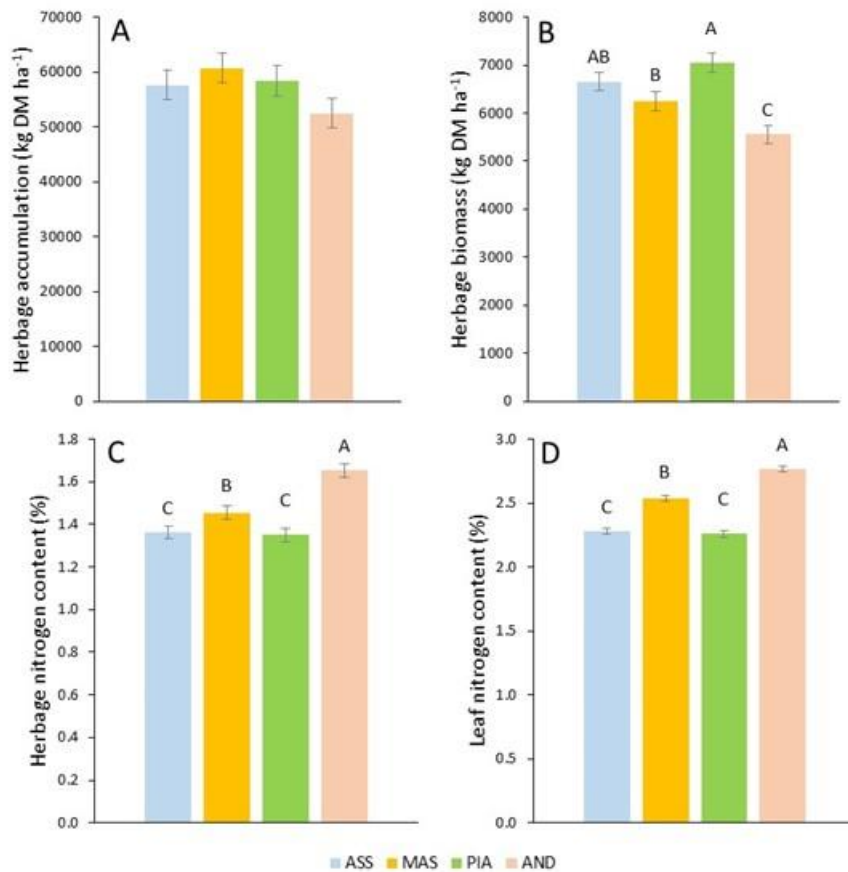 A
Herbage accumulation (kg DM ha⁻¹)
70000
60000
50000
40000
30000
20000
10000
0
B
Herbage biomass (kg DM ha⁻¹)
8000
7000
6000
5000
4000
3000
2000
1000
0
AB
B
A
C
C
Herbage nitrogen content (%)
1.8
1.6
1.4
1.2
1.0
0.8
0.6
0.4
0.2
0.0
C
B
C
A
D
Leaf nitrogen content (%)
3.0
2.5
2.0
1.5
1.0
0.5
0.0
C
B
C
A
ASS MAS PIA AND